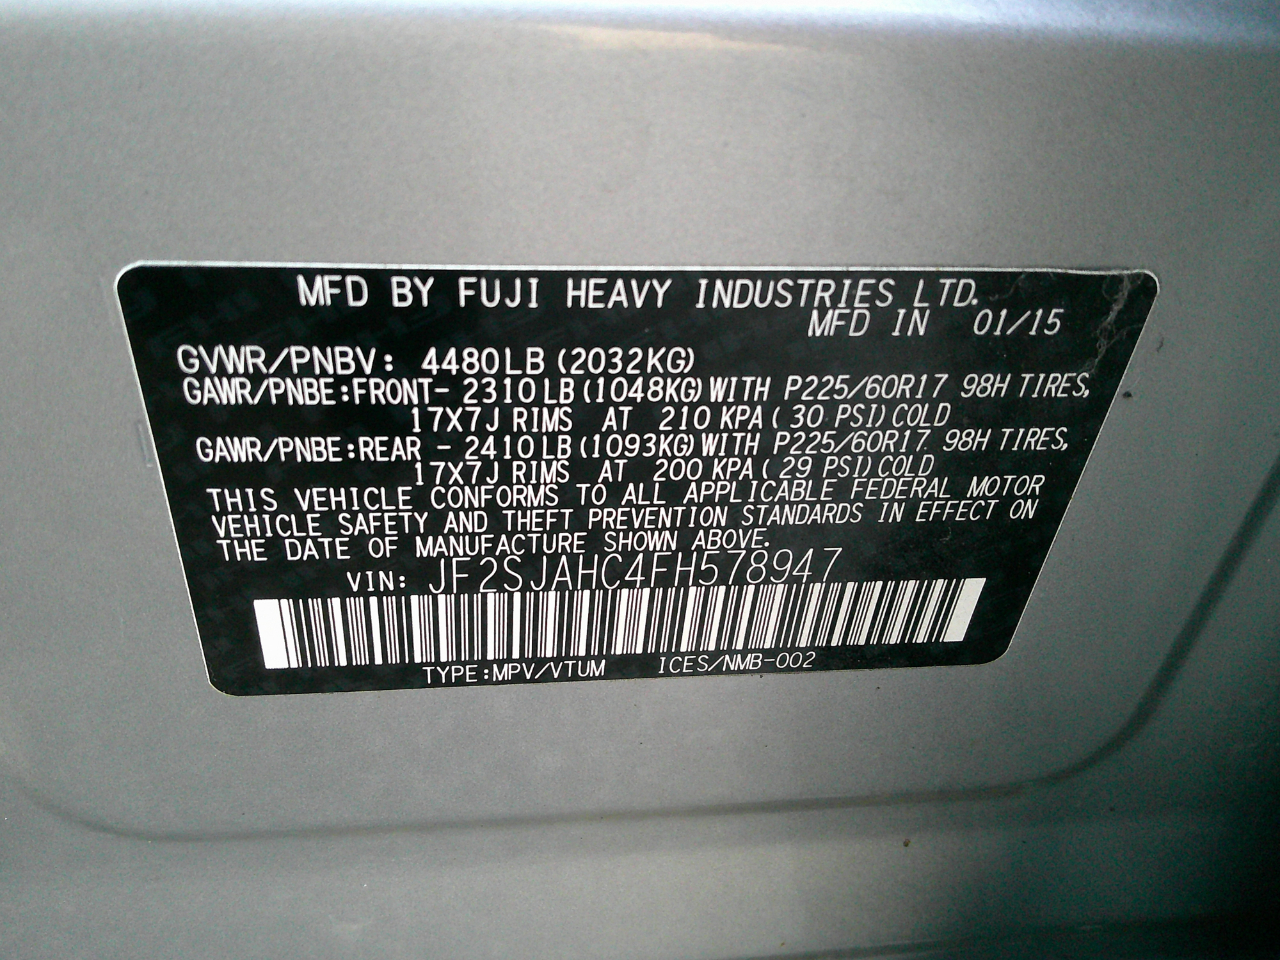 MFD BY FUJI HEAVY INDUSTRIES LTD.
MFD IN 01/15
GVWR/PNBV: 4480LB (2032KG)
GAWR/PNBE:FRONT- 2310LB (1048KG) WITH P225/60R17 98H TIRES,
17X7J RIMS AT 210 KPA ( 30 PSI) COLD
GAWR/PNBE:REAR - 2410LB (1093KG) WITH P225/60R17 98H TIRES,
17X7J RIMS AT 200 KPA ( 29 PSI) COLD
THIS VEHICLE CONFORMS TO ALL APPLICABLE FEDERAL MOTOR
VEHICLE SAFETY AND THEFT PREVENTION STANDARDS IN EFFECT ON
THE DATE OF MANUFACTURE SHOWN ABOVE.
VIN: JF2SJAHC4FH578947
TYPE:MPV/VTUM ICES/NMB-002